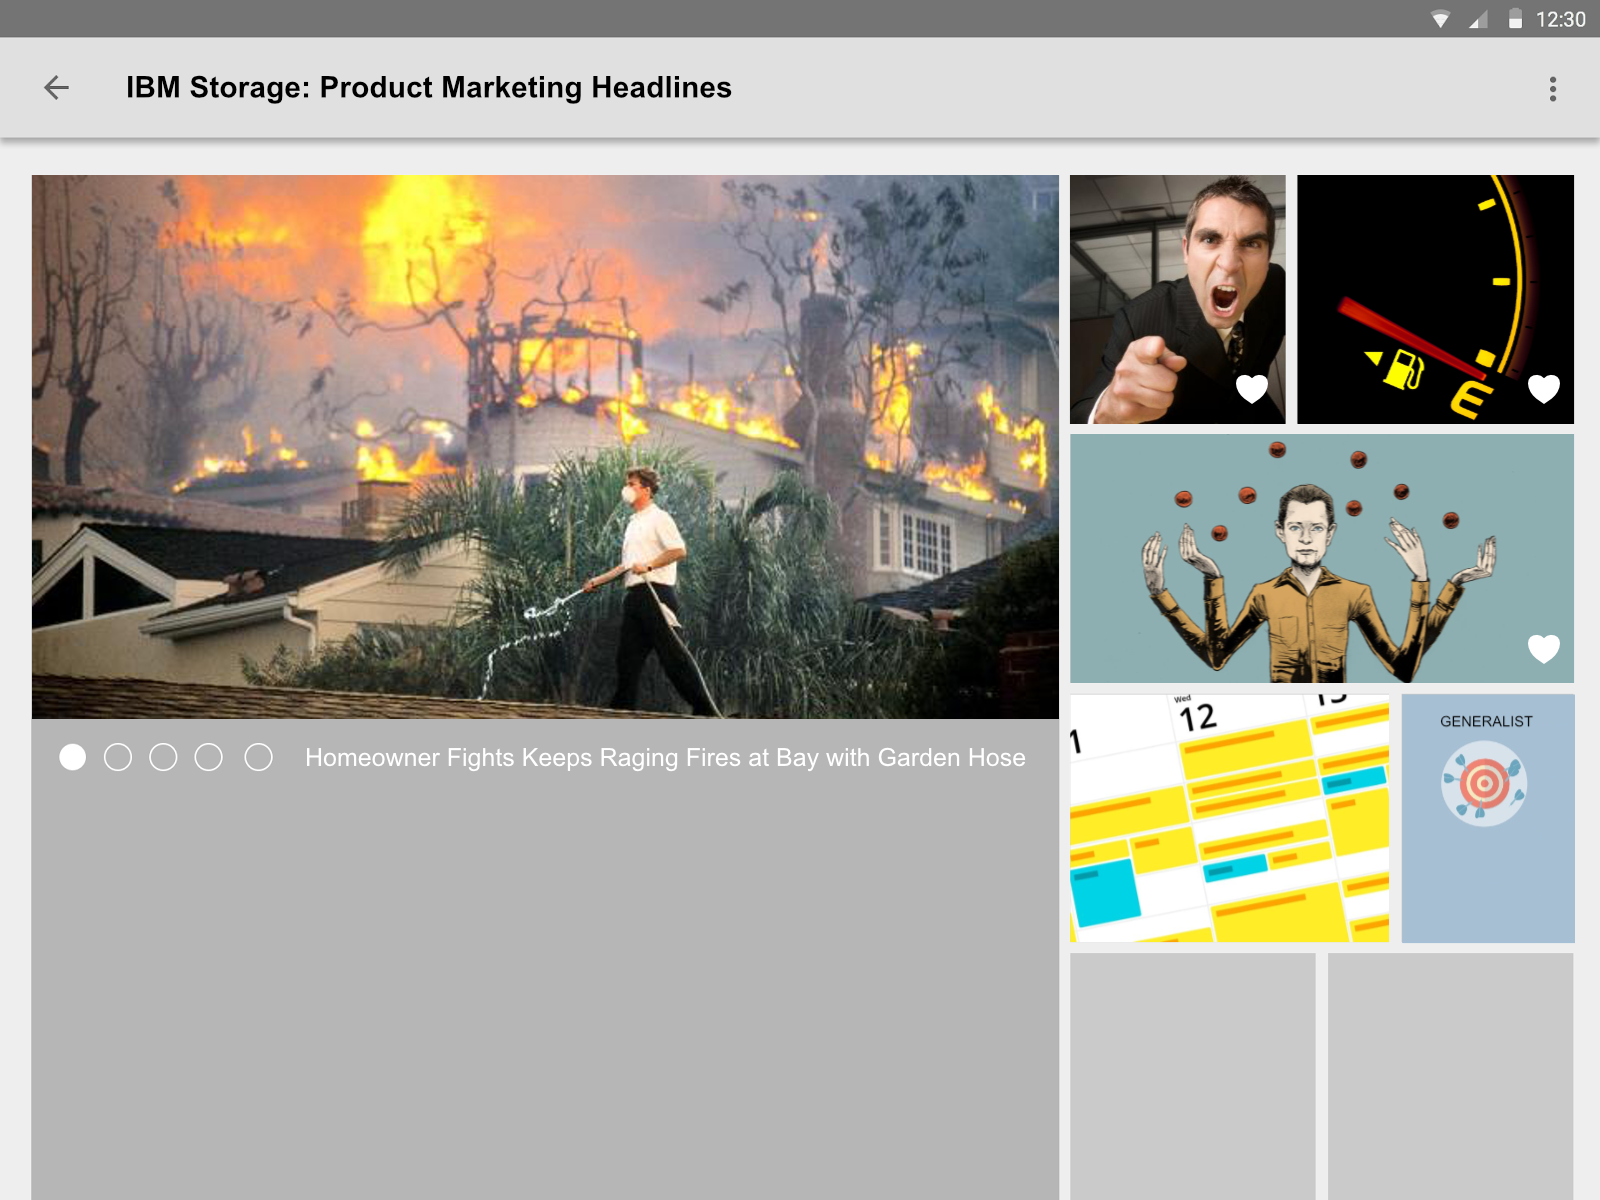 12:30
IBM Storage: Product Marketing Headlines
E
Homeowner Fights Keeps Raging Fires at Bay with Garden Hose
Wed
12
GENERALIST